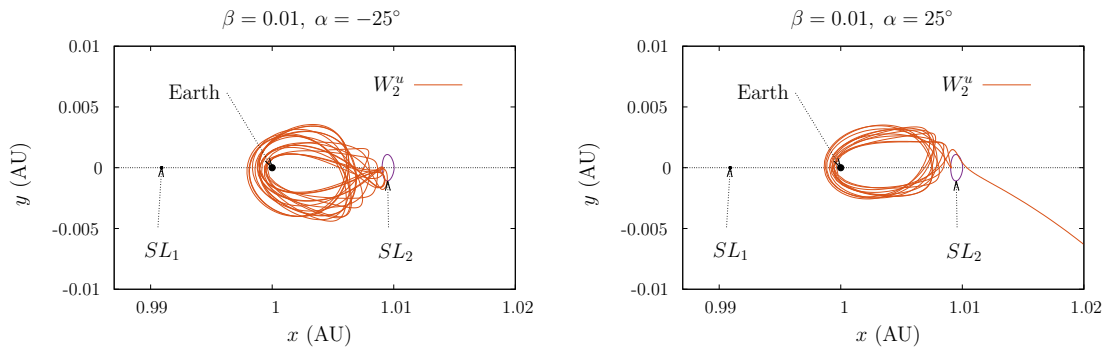 β = 0.01, α = −25°
0.01
0.005
0
-0.005
-0.01
y (AU)
Earth
W₂ᵘ
SL₁
SL₂
0.99
1
1.01
1.02
x (AU)
β = 0.01, α = 25°
0.01
0.005
0
-0.005
-0.01
y (AU)
Earth
W₂ᵘ
SL₁
SL₂
0.99
1
1.01
1.02
x (AU)